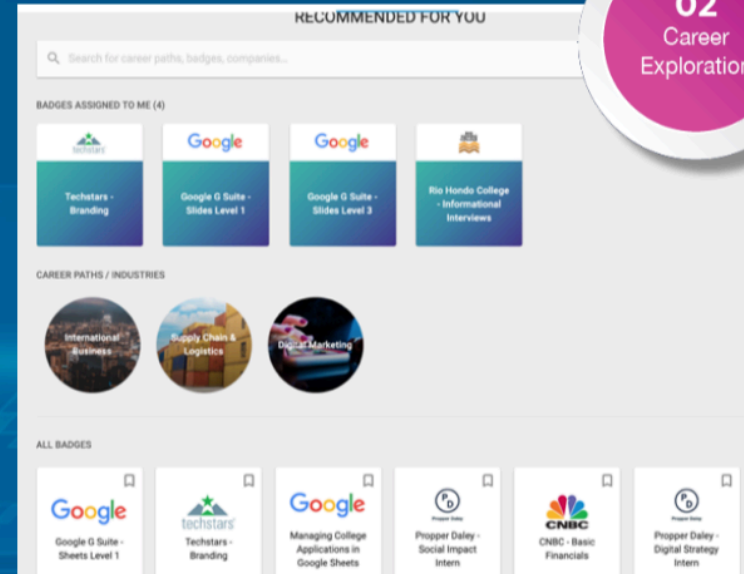 RECOMMENDED FOR YOU
02
Career
Exploration
Search for career paths, badges, companies...
BADGES ASSIGNED TO ME (4)
techstars
Google
Google
Techstars -
Branding
Google G Suite -
Slides Level 1
Google G Suite -
Slides Level 3
Rio Hondo College
- Informational
Interviews
CAREER PATHS / INDUSTRIES
International
Business
Supply Chain &
Logistics
Digital Marketing
ALL BADGES
Google
Google G Suite -
Sheets Level 1
techstars
Techstars -
Branding
Google
Managing College
Applications in
Google Sheets
P
D
Propper Daley
Propper Daley -
Social Impact
Intern
CNBC
CNBC - Basic
Financials
P
D
Propper Daley
Propper Daley -
Digital Strategy
Intern